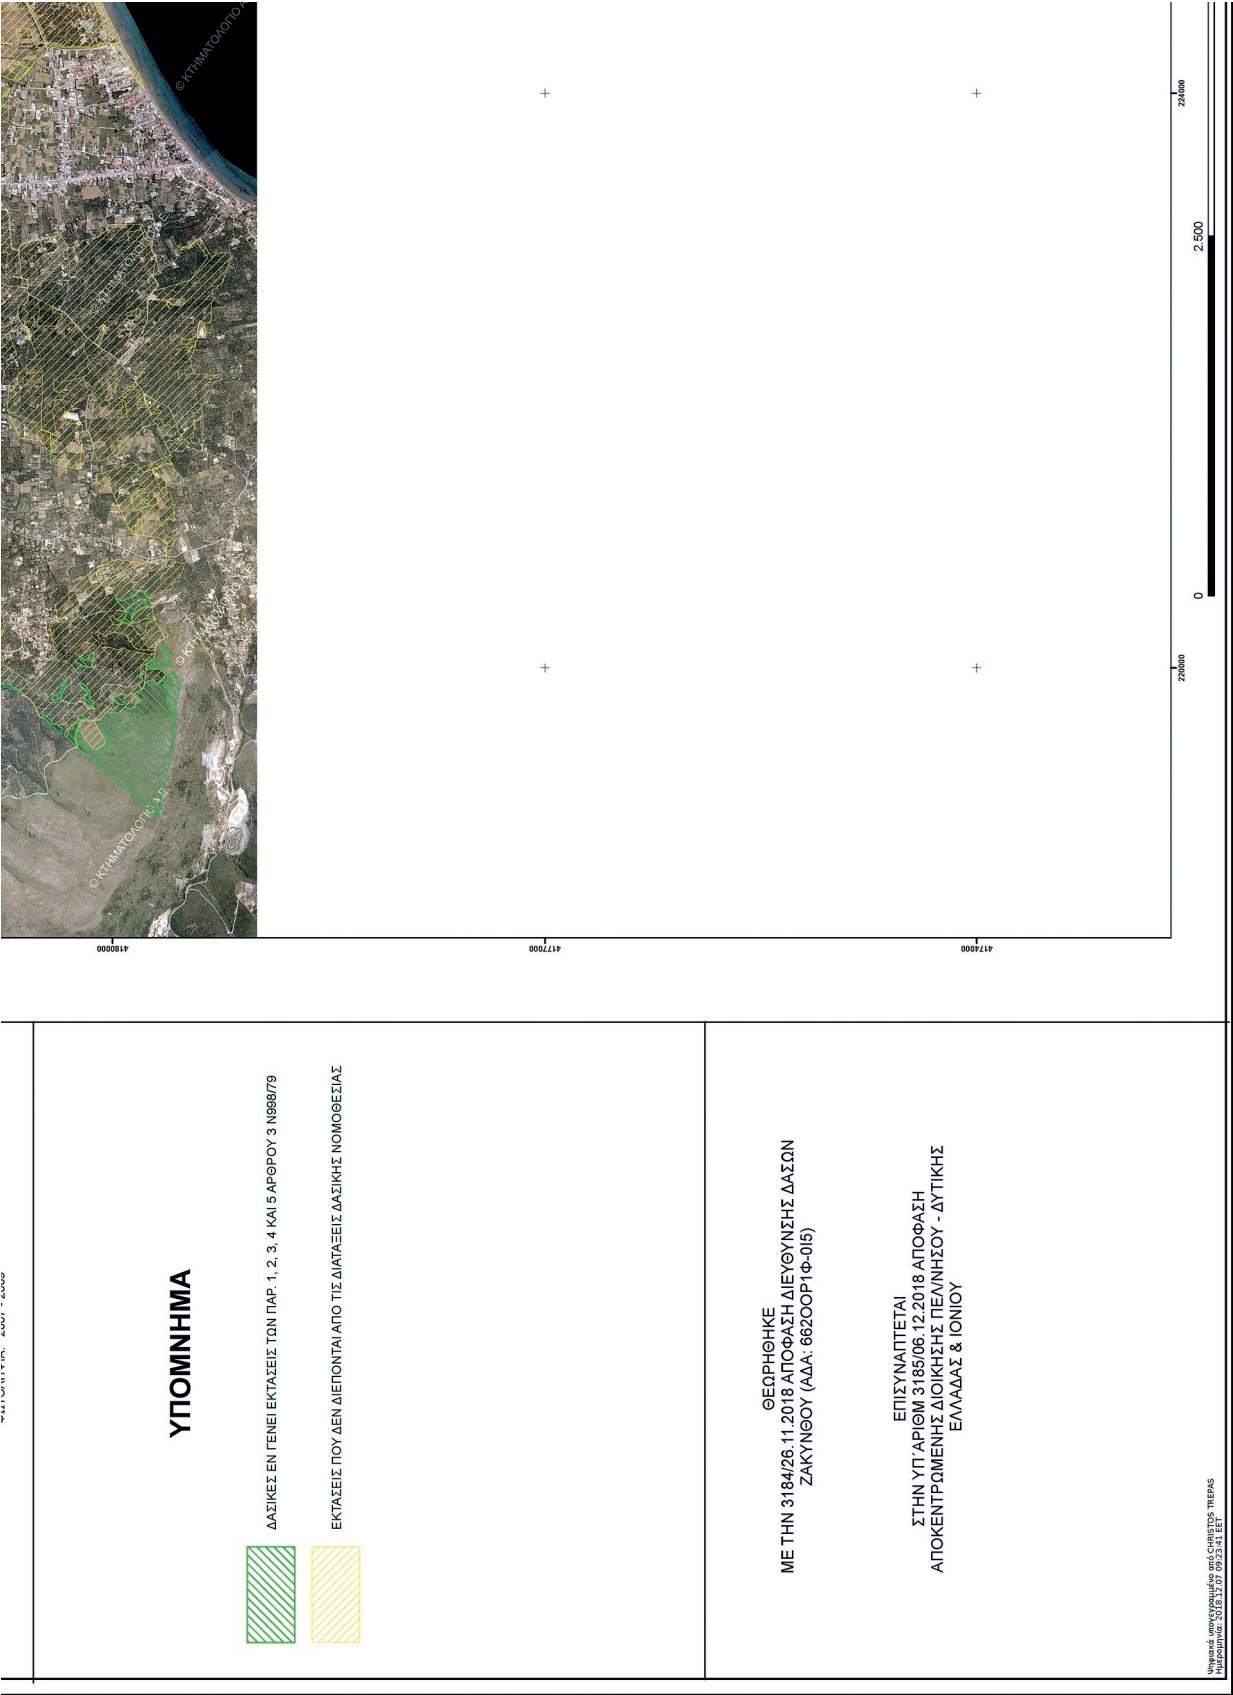 © ΚΤΗΜΑΤΟΛΟΓΙΟ Α
© ΚΤΗΜΑΤΟΛΟΓΙΟ Α.Ε
© ΚΤΗΜΑΤΟΛΟΓΙΟ Α.Ε
© ΚΤΗΜΑΤΟΛΟΓΙΟ Α.Ε
224000
220000
2.500
0
4180000
4177000
4174000
ΥΠΟΜΝΗΜΑ
ΔΑΣΙΚΕΣ ΕΝ ΓΕΝΕΙ ΕΚΤΑΣΕΙΣ ΤΩΝ ΠΑΡ. 1, 2, 3, 4 ΚΑΙ 5 ΑΡΘΡΟΥ 3 Ν998/79
ΕΚΤΑΣΕΙΣ ΠΟΥ ΔΕΝ ΔΙΕΠΟΝΤΑΙ ΑΠΟ ΤΙΣ ΔΙΑΤΑΞΕΙΣ ΔΑΣΙΚΗΣ ΝΟΜΟΘΕΣΙΑΣ
ΘΕΩΡΗΘΗΚΕ
ΜΕ ΤΗΝ 3184/26.11.2018 ΑΠΟΦΑΣΗ ΔΙΕΥΘΥΝΣΗΣ ΔΑΣΩΝ
ΖΑΚΥΝΘΟΥ (ΑΔΑ: 662ΟΟΡ1Φ-0Ι5)
ΕΠΙΣΥΝΑΠΤΕΤΑΙ
ΣΤΗΝ ΥΠ΄ΑΡΙΘΜ 3185/06.12.2018 ΑΠΟΦΑΣΗ
ΑΠΟΚΕΝΤΡΩΜΕΝΗΣ ΔΙΟΙΚΗΣΗΣ ΠΕΛ/ΝΗΣΟΥ - ΔΥΤΙΚΗΣ
ΕΛΛΑΔΑΣ & ΙΟΝΙΟΥ
Ψηφιακά υπογεγραμμένο από CHRISTOS TREPAS
Ημερομηνία: 2018.12.07 09:23:41 EET